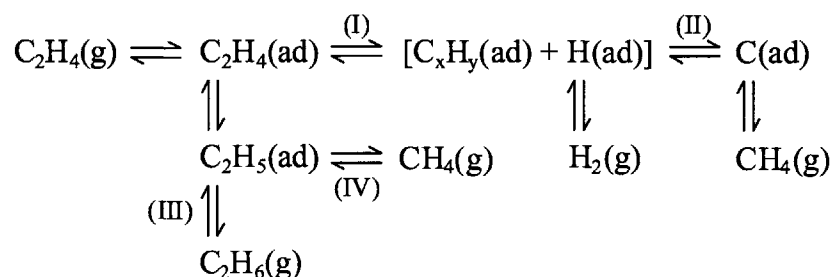 (I) (II)
C₂H₄(g) ⇌ C₂H₄(ad) ⇌ [CₓHᵧ(ad) + H(ad)] ⇌ C(ad)
C₂H₅(ad) ⇌ CH₄(g) H₂(g) CH₄(g)
(III) (IV)
C₂H₆(g)